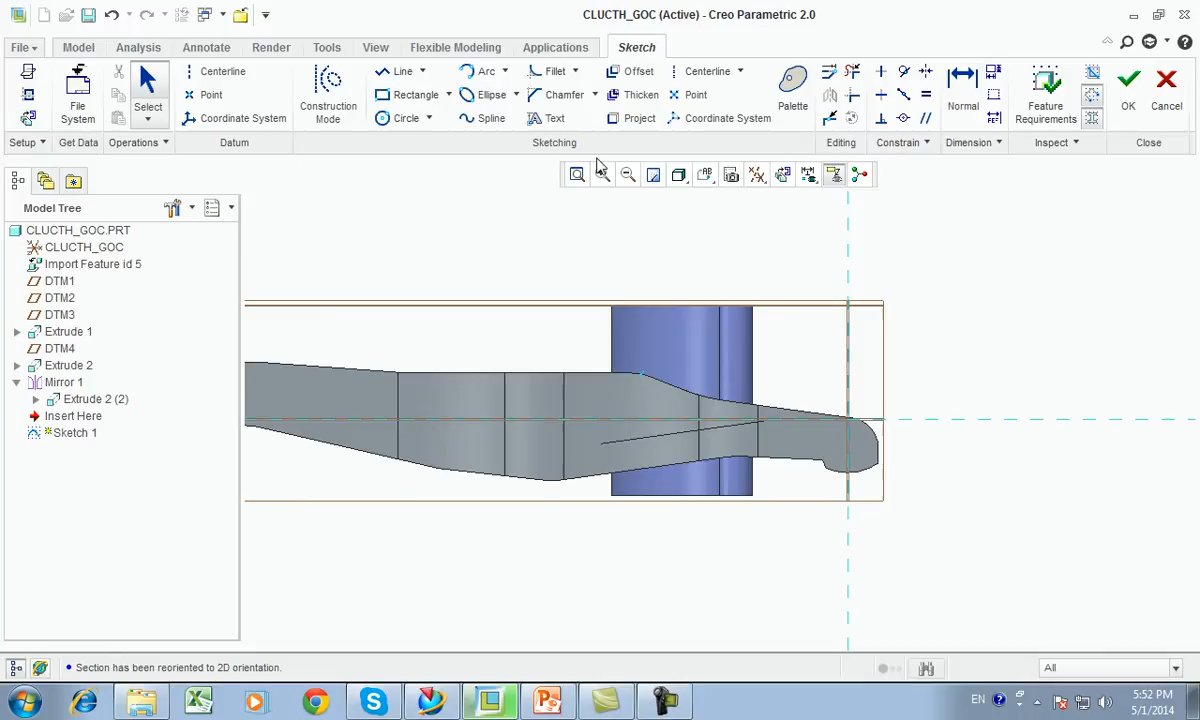 CLUCTH_GOC (Active) - Creo Parametric 2.0
File Model Analysis Annotate Render Tools View Flexible Modeling Applications Sketch
File System
Select
Centerline
Point
Coordinate System
Construction Mode
Line Arc Fillet Offset Centerline
Rectangle Ellipse Chamfer Thicken Point
Circle Spline Text Project Coordinate System
Palette
Normal
Feature Requirements
OK Cancel
Setup Get Data Operations Datum Sketching Editing Constrain Dimension Inspect Close
Model Tree
CLUCTH_GOC.PRT
CLUCTH_GOC
Import Feature id 5
DTM1
DTM2
DTM3
Extrude 1
DTM4
Extrude 2
Mirror 1
Extrude 2 (2)
Insert Here
Sketch 1
Section has been reoriented to 2D orientation.
All
EN
5:52 PM
5/1/2014